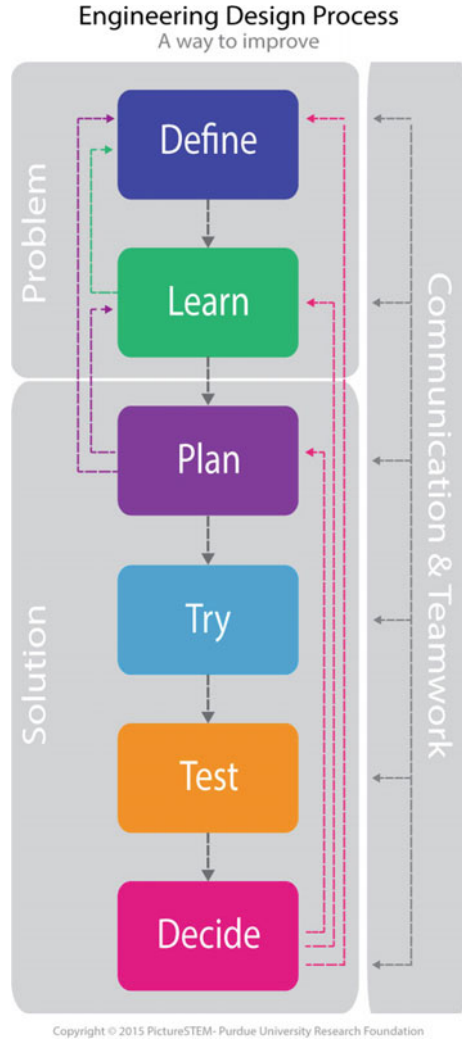 Engineering Design Process
A way to improve
Problem
Define
Learn
Solution
Plan
Try
Test
Decide
Communication & Teamwork
Copyright © 2015 PictureSTEM- Purdue University Research Foundation